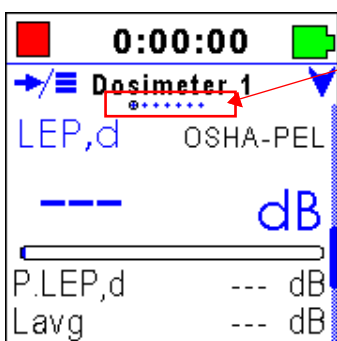 0:00:00
Dosimeter 1
LEP,d OSHA-PEL
--- dB
P.LEP,d --- dB
Lavg --- dB